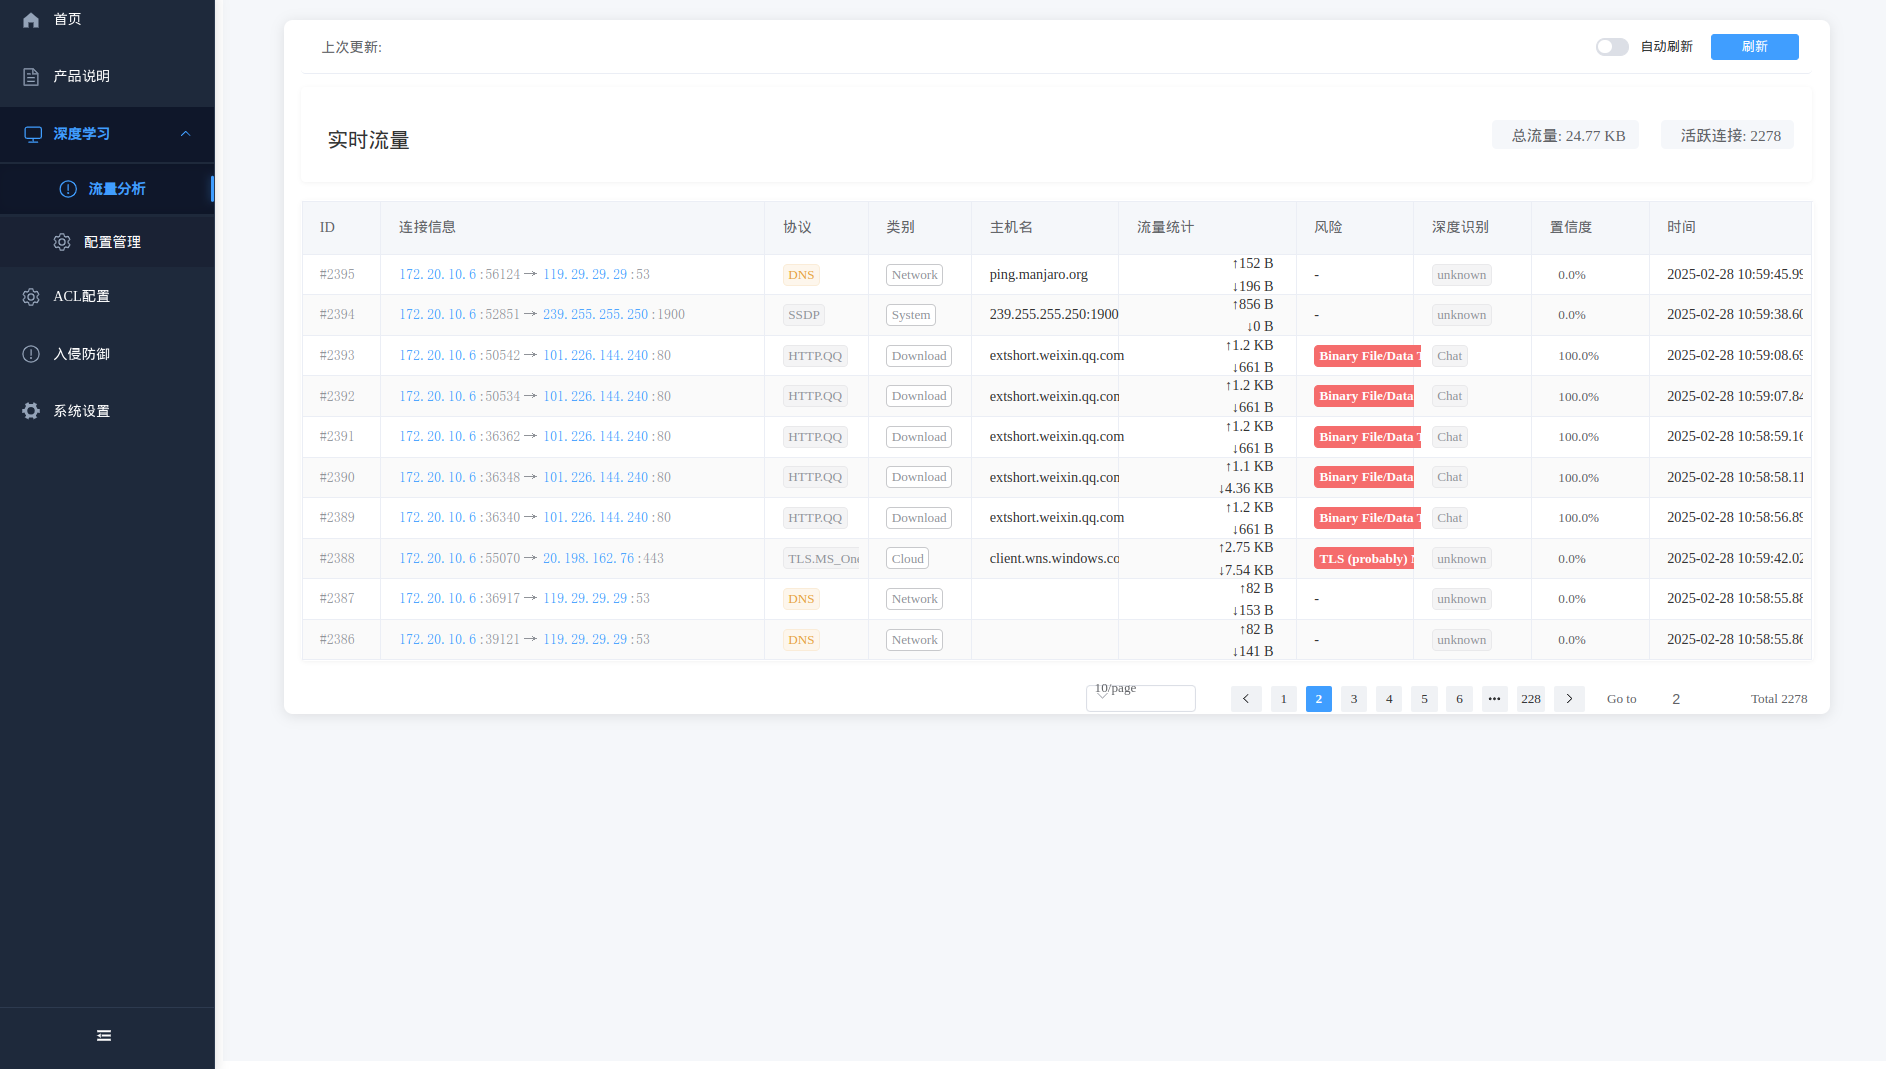 首页
产品说明
深度学习
流量分析
配置管理
ACL配置
入侵防御
系统设置
上次更新:
自动刷新
刷新
实时流量
总流量: 24.77 KB
活跃连接: 2278
ID 连接信息 协议 类别 主机名 流量统计 风险 深度识别 置信度 时间
#2395 172.20.10.6:56124→119.29.29.29:53 DNS Network ping.manjaro.org ↑152 B ↓196 B - unknown 0.0% 2025-02-28 10:59:45.99
#2394 172.20.10.6:52851→239.255.255.250:1900 SSDP System 239.255.255.250:1900 ↑856 B ↓0 B - unknown 0.0% 2025-02-28 10:59:38.60
#2393 172.20.10.6:50542→101.226.144.240:80 HTTP.QQ Download extshort.weixin.qq.com ↑1.2 KB ↓661 B Binary File/Data T Chat 100.0% 2025-02-28 10:59:08.69
#2392 172.20.10.6:50534→101.226.144.240:80 HTTP.QQ Download extshort.weixin.qq.com ↑1.2 KB ↓661 B Binary File/Data Chat 100.0% 2025-02-28 10:59:07.84
#2391 172.20.10.6:36362→101.226.144.240:80 HTTP.QQ Download extshort.weixin.qq.com ↑1.2 KB ↓661 B Binary File/Data T Chat 100.0% 2025-02-28 10:58:59.16
#2390 172.20.10.6:36348→101.226.144.240:80 HTTP.QQ Download extshort.weixin.qq.com ↑1.1 KB ↓4.36 KB Binary File/Data Chat 100.0% 2025-02-28 10:58:58.11
#2389 172.20.10.6:36340→101.226.144.240:80 HTTP.QQ Download extshort.weixin.qq.com ↑1.2 KB ↓661 B Binary File/Data T Chat 100.0% 2025-02-28 10:58:56.89
#2388 172.20.10.6:55070→20.198.162.76:443 TLS.MS_One Cloud client.wns.windows.co ↑2.75 KB ↓7.54 KB TLS (probably) Cloud unknown 0.0% 2025-02-28 10:59:42.02
#2387 172.20.10.6:36917→119.29.29.29:53 DNS Network ↑82 B ↓153 B - unknown 0.0% 2025-02-28 10:58:55.88
#2386 172.20.10.6:39121→119.29.29.29:53 DNS Network ↑82 B ↓141 B - unknown 0.0% 2025-02-28 10:58:55.86
10/page 1 2 3 4 5 6 ••• 228 Go to 2 Total 2278